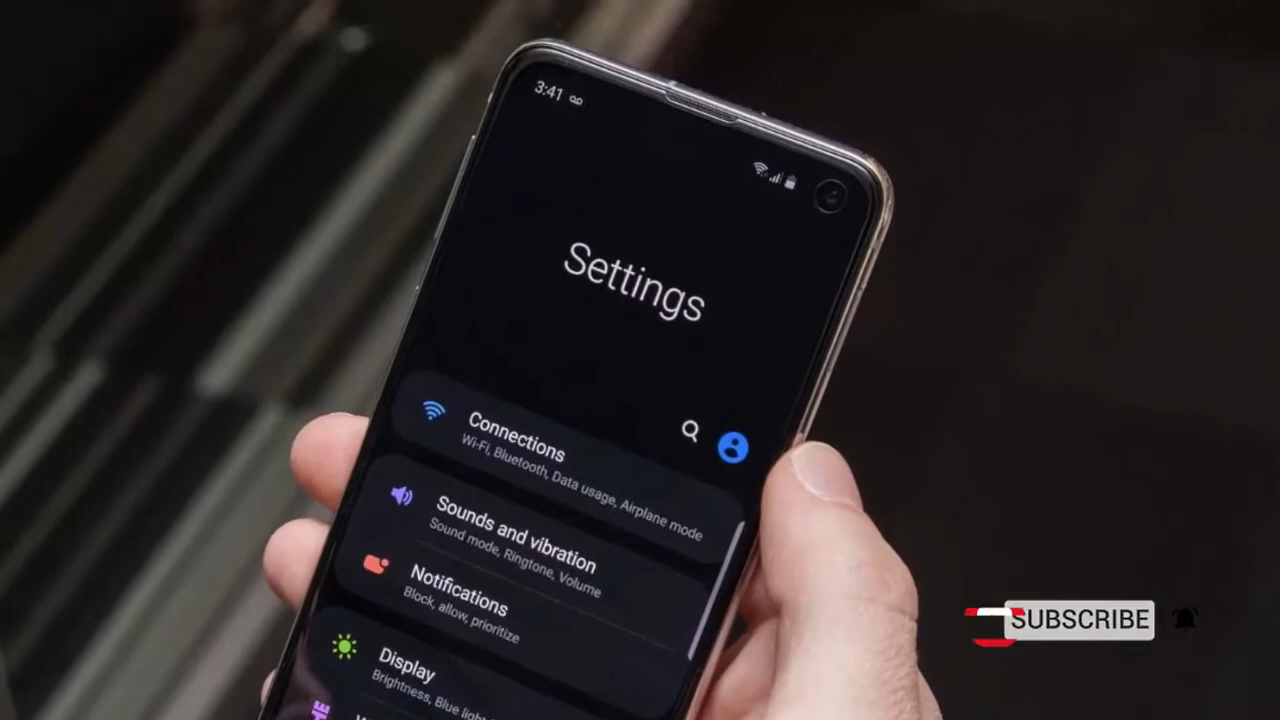 3:41
Settings
Connections
Wi-Fi, Bluetooth, Data usage, Airplane mode
Sounds and vibration
Sound mode, Ringtone, Volume
Notifications
Block, allow, prioritize
Display
Brightness, Blue light
SUBSCRIBE